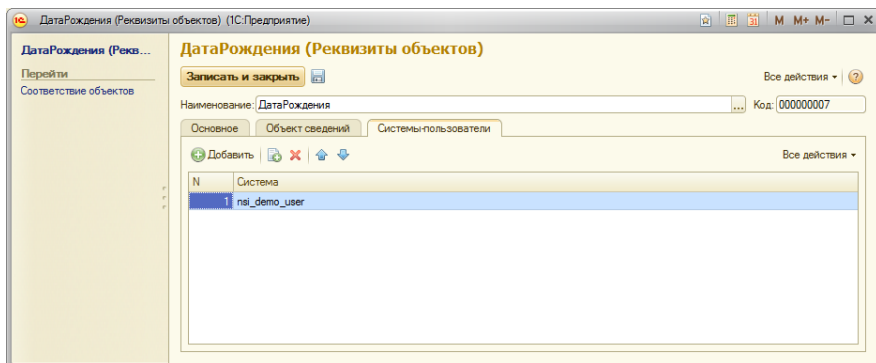 ДатаРождения (Реквизиты объектов) (1С:Предприятие)
M M+ M-
ДатаРождения (Рекв...
Перейти
Соответствие объектов
ДатаРождения (Реквизиты объектов)
Записать и закрыть
Все действия
Наименование: ДатаРождения ... Код: 000000007
Основное Объект сведений Системы-пользователи
Добавить Все действия
N Система
1 nsi_demo_user